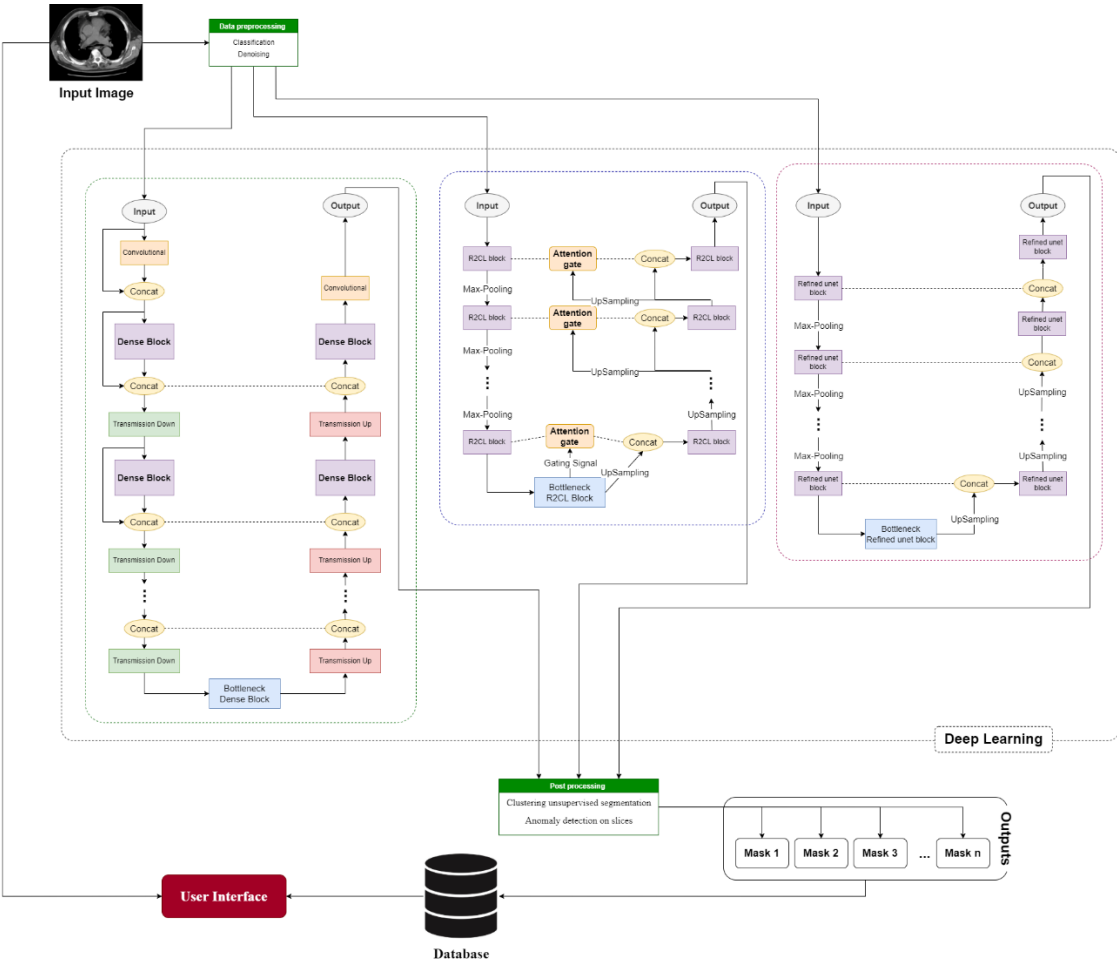 Input Image
Data preprocessing
Classification
Denoising
Input
Convolutional
Concat
Dense Block
Concat
Transmission Down
Dense Block
Concat
Transmission Down
⋮
Concat
Transmission Down
Bottleneck
Dense Block
Output
Convolutional
Dense Block
Concat
Transmission Up
Transmission Up
Concat
Transmission Up
⋮
Concat
Transmission Up
Input
R2CL block
Max-Pooling
R2CL block
Max-Pooling
⋮
Max-Pooling
R2CL block
Attention
gate
Concat
UpSampling
Attention
gate
Concat
UpSampling
Attention
gate
Gating Signal
Concat
UpSampling
Bottleneck
R2CL Block
Output
R2CL block
R2CL block
⋮
UpSampling
R2CL block
Input
Refined unet
block
Max-Pooling
Refined unet
block
Max-Pooling
⋮
Max-Pooling
Refined unet
block
Bottleneck
Refined unet block
Concat
UpSampling
Output
Refined unet
block
Concat
Refined unet
block
Concat
UpSampling
⋮
UpSampling
Refined unet
block
Deep Learning
Post processing
Clustering unsupervised segmentation
Anomaly detection on slices
Mask 1
Mask 2
Mask 3
...
Mask n
Outputs
User Interface
Database